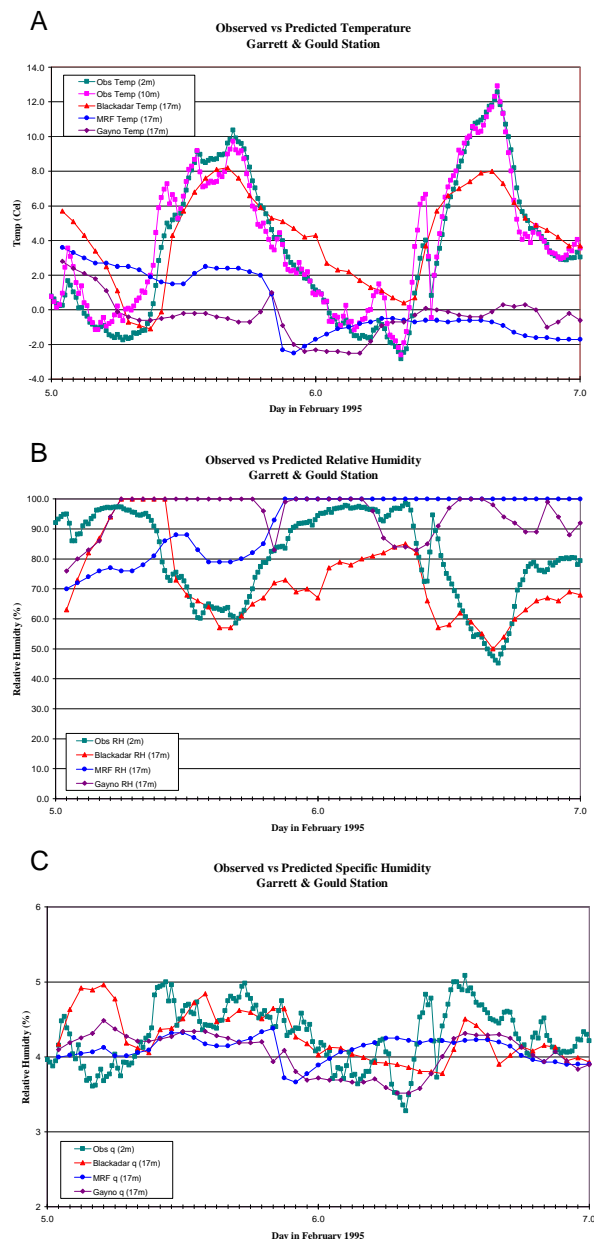 A
Observed vs Predicted Temperature
Garrett & Gould Station
14.0
12.0
10.0
8.0
6.0
4.0
2.0
0.0
-2.0
-4.0
Temp (Cel)
Obs Temp (2m)
Obs Temp (10m)
Blackadar Temp (17m)
MRF Temp (17m)
Gayno Temp (17m)
5.0 6.0 7.0
Day in February 1995
B
Observed vs Predicted Relative Humidity
Garrett & Gould Station
100.0
90.0
80.0
70.0
60.0
50.0
40.0
30.0
20.0
10.0
0.0
Relative Humidity (%)
Obs RH (2m)
Blackadar RH (17m)
MRF RH (17m)
Gayno RH (17m)
5.0 6.0 7.0
Day in February 1995
C
Observed vs Predicted Specific Humidity
Garrett & Gould Station
6
5
4
3
2
Relative Humidity (%)
Obs q (2m)
Blackadar q (17m)
MRF q (17m)
Gayno q (17m)
5.0 6.0 7.0
Day in February 1995